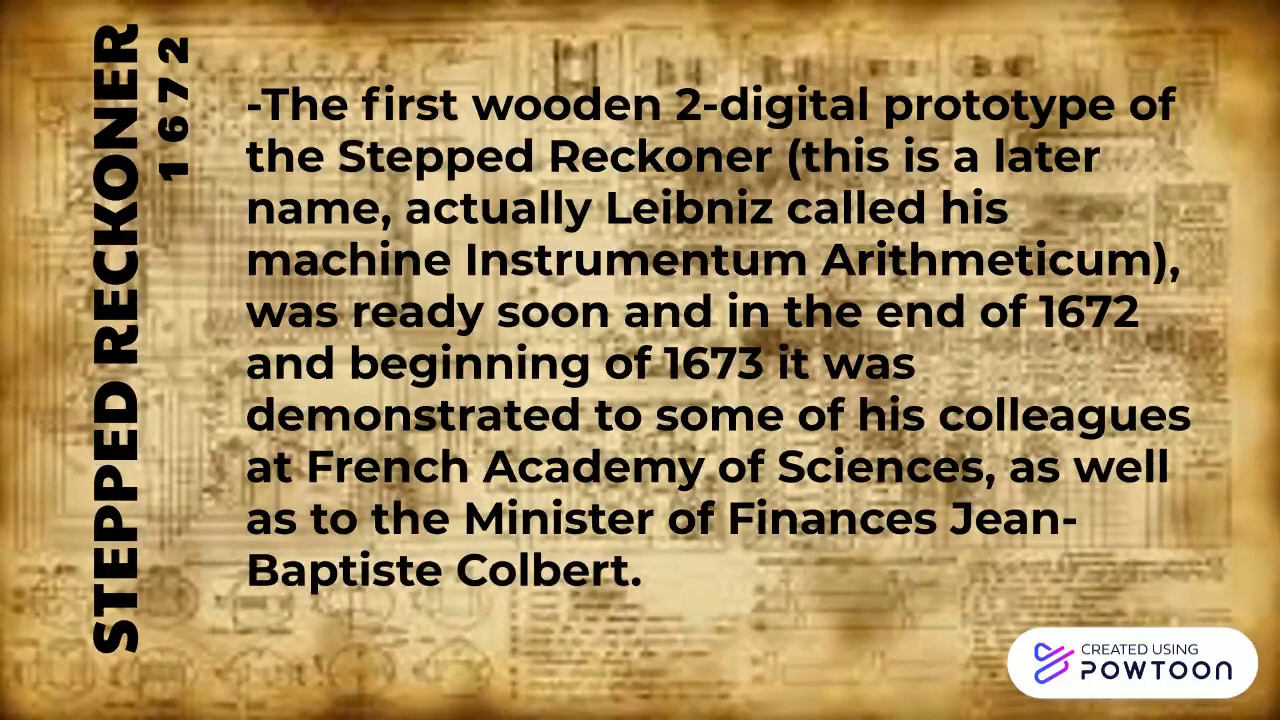 STEPPED RECKONER
1672
-The first wooden 2-digital prototype of
the Stepped Reckoner (this is a later
name, actually Leibniz called his
machine Instrumentum Arithmeticum),
was ready soon and in the end of 1672
and beginning of 1673 it was
demonstrated to some of his colleagues
at French Academy of Sciences, as well
as to the Minister of Finances Jean-
Baptiste Colbert.
CREATED USING
POWTOON